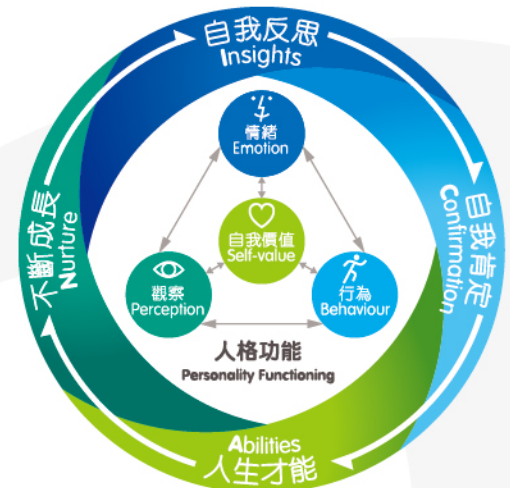 自我反思
Insights
自我肯定
Confirmation
Abilities
人生才能
不斷成長
Nurture
情緒
Emotion
自我價值
Self-value
觀察
Perception
行為
Behaviour
人格功能
Personality Functioning